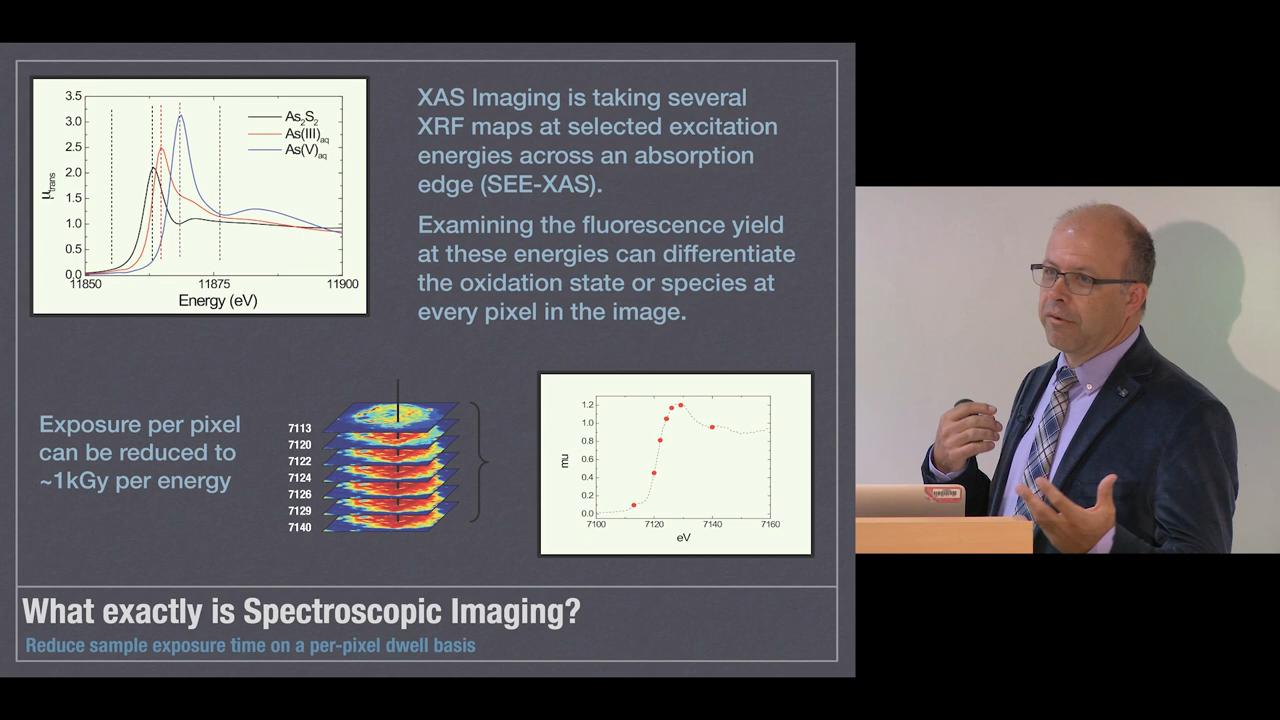 3.5
3.0
2.5
2.0
1.5
1.0
0.5
0.0
μtrans
As2S2
As(III)aq
As(V)aq
11850
11875
11900
Energy (eV)
XAS Imaging is taking several
XRF maps at selected excitation
energies across an absorption
edge (SEE-XAS).
Examining the fluorescence yield
at these energies can differentiate
the oxidation state or species at
every pixel in the image.
Exposure per pixel
can be reduced to
~1kGy per energy
7113
7120
7122
7124
7126
7129
7140
1.2
1.0
0.8
0.6
0.4
0.2
0.0
mu
7100
7120
7140
7160
eV
What exactly is Spectroscopic Imaging?
Reduce sample exposure time on a per-pixel dwell basis